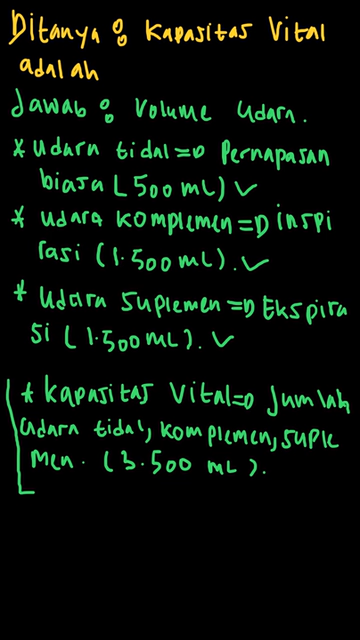 Ditanya : Kapasitas Vital
adalah
Jawab : Volume Udara.
* Udara tidal => Pernapasan
biasa (500 mL) ✓
* udara Komplemen => inspi
rasi (1.500 mL). ✓
* Udara suplemen => Ekspira
si (1.500 mL). ✓
* Kapasitas Vital => Jumlah
udara tidal, Komplemen, suple
men. (3.500 mL).